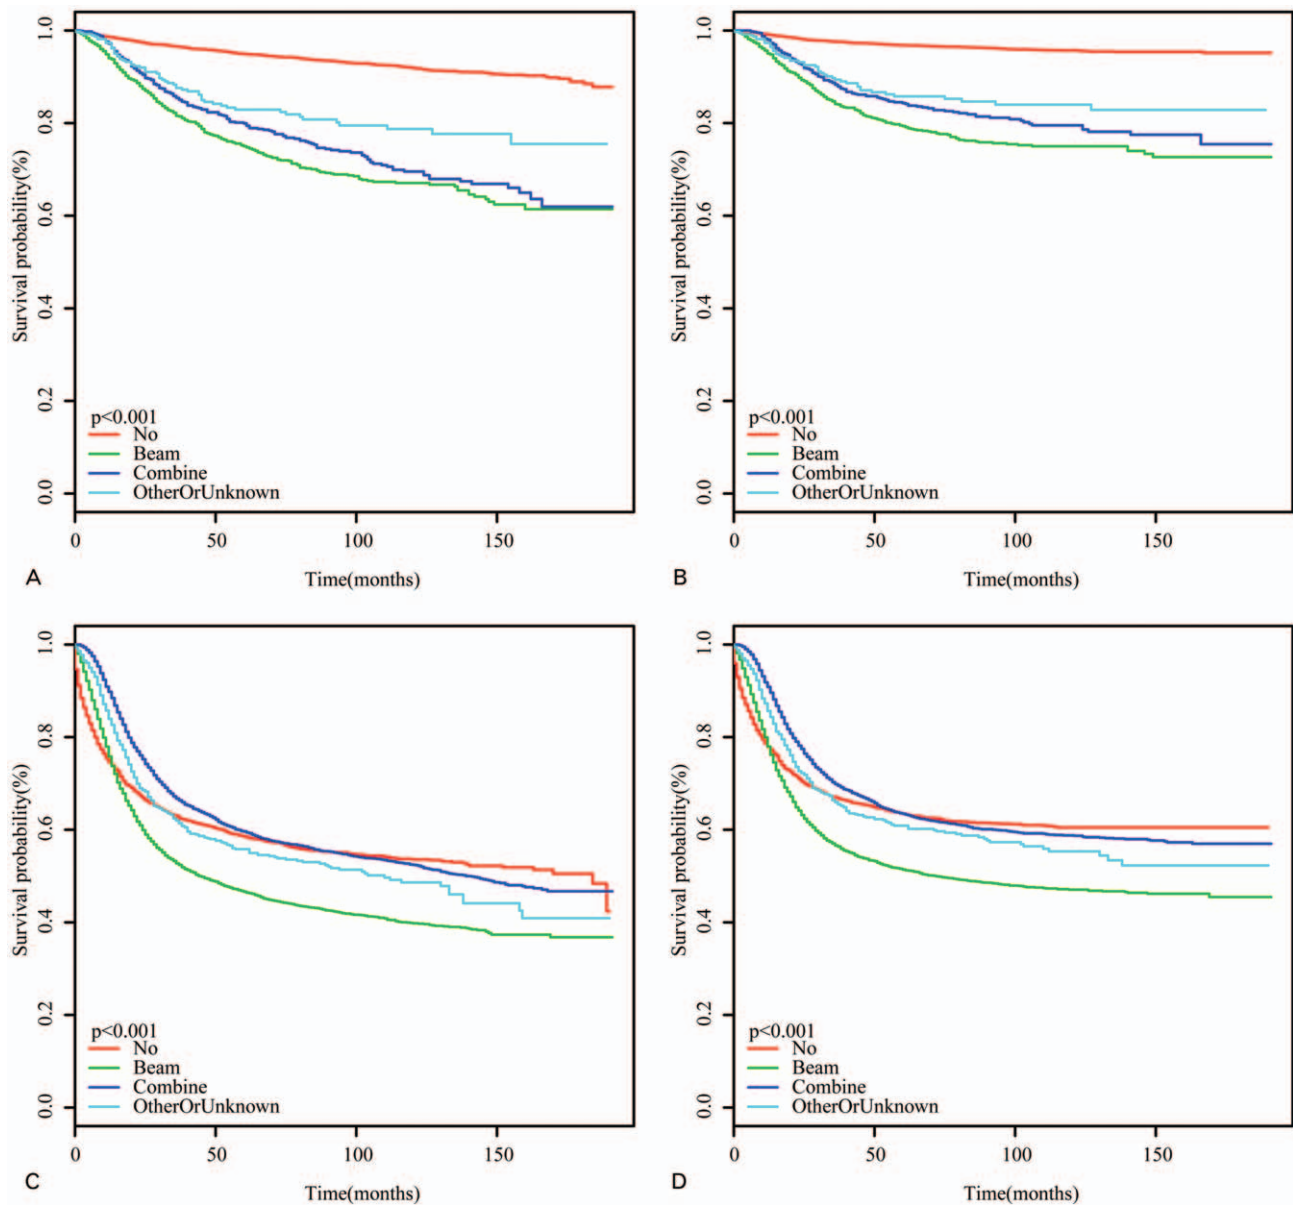 Survival probability(%)
1.0
0.8
0.6
0.4
0.2
0.0
p<0.001
No
Beam
Combine
OtherOrUnknown
0 50 100 150
Time(months)
A
Survival probability(%)
1.0
0.8
0.6
0.4
0.2
0.0
p<0.001
No
Beam
Combine
OtherOrUnknown
0 50 100 150
Time(months)
B
Survival probability(%)
1.0
0.8
0.6
0.4
0.2
0.0
p<0.001
No
Beam
Combine
OtherOrUnknown
0 50 100 150
Time(months)
C
Survival probability(%)
1.0
0.8
0.6
0.4
0.2
0.0
p<0.001
No
Beam
Combine
OtherOrUnknown
0 50 100 150
Time(months)
D